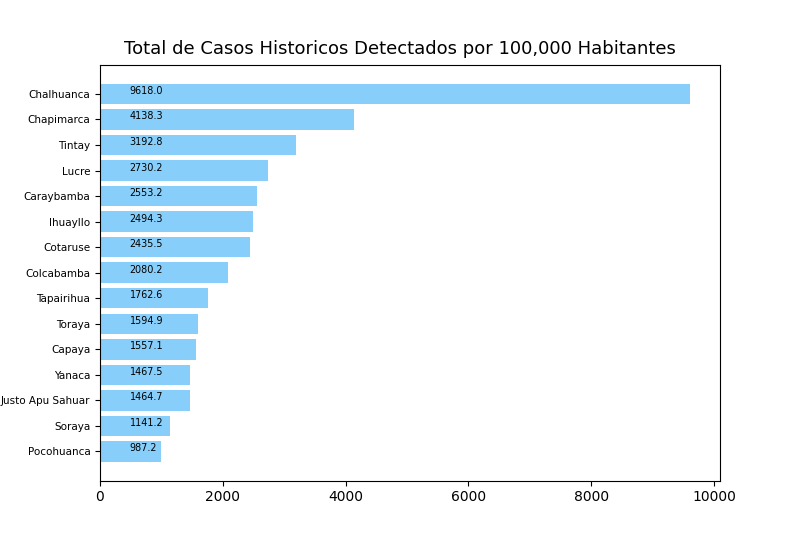 Total de Casos Historicos Detectados por 100,000 Habitantes
Chalhuanca 9618.0
Chapimarca 4138.3
Tintay 3192.8
Lucre 2730.2
Caraybamba 2553.2
Ihuayllo 2494.3
Cotaruse 2435.5
Colcabamba 2080.2
Tapairihua 1762.6
Toraya 1594.9
Capaya 1557.1
Yanaca 1467.5
Justo Apu Sahuar 1464.7
Soraya 1141.2
Pocohuanca 987.2
0 2000 4000 6000 8000 10000